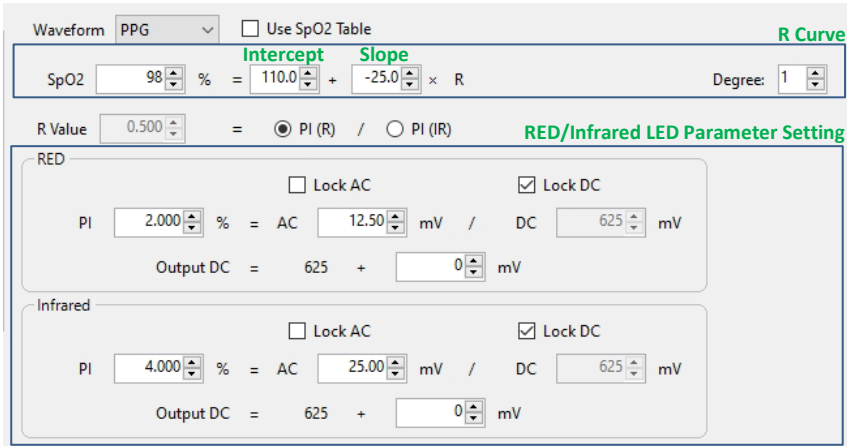 Waveform PPG Use SpO2 Table
R Curve
Intercept Slope
SpO2 98 % = 110.0 + -25.0 × R Degree: 1
R Value 0.500 = PI (R) / PI (IR)
RED/Infrared LED Parameter Setting
RED
Lock AC Lock DC
PI 2.000 % = AC 12.50 mV / DC 625 mV
Output DC = 625 + 0 mV
Infrared
Lock AC Lock DC
PI 4.000 % = AC 25.00 mV / DC 625 mV
Output DC = 625 + 0 mV